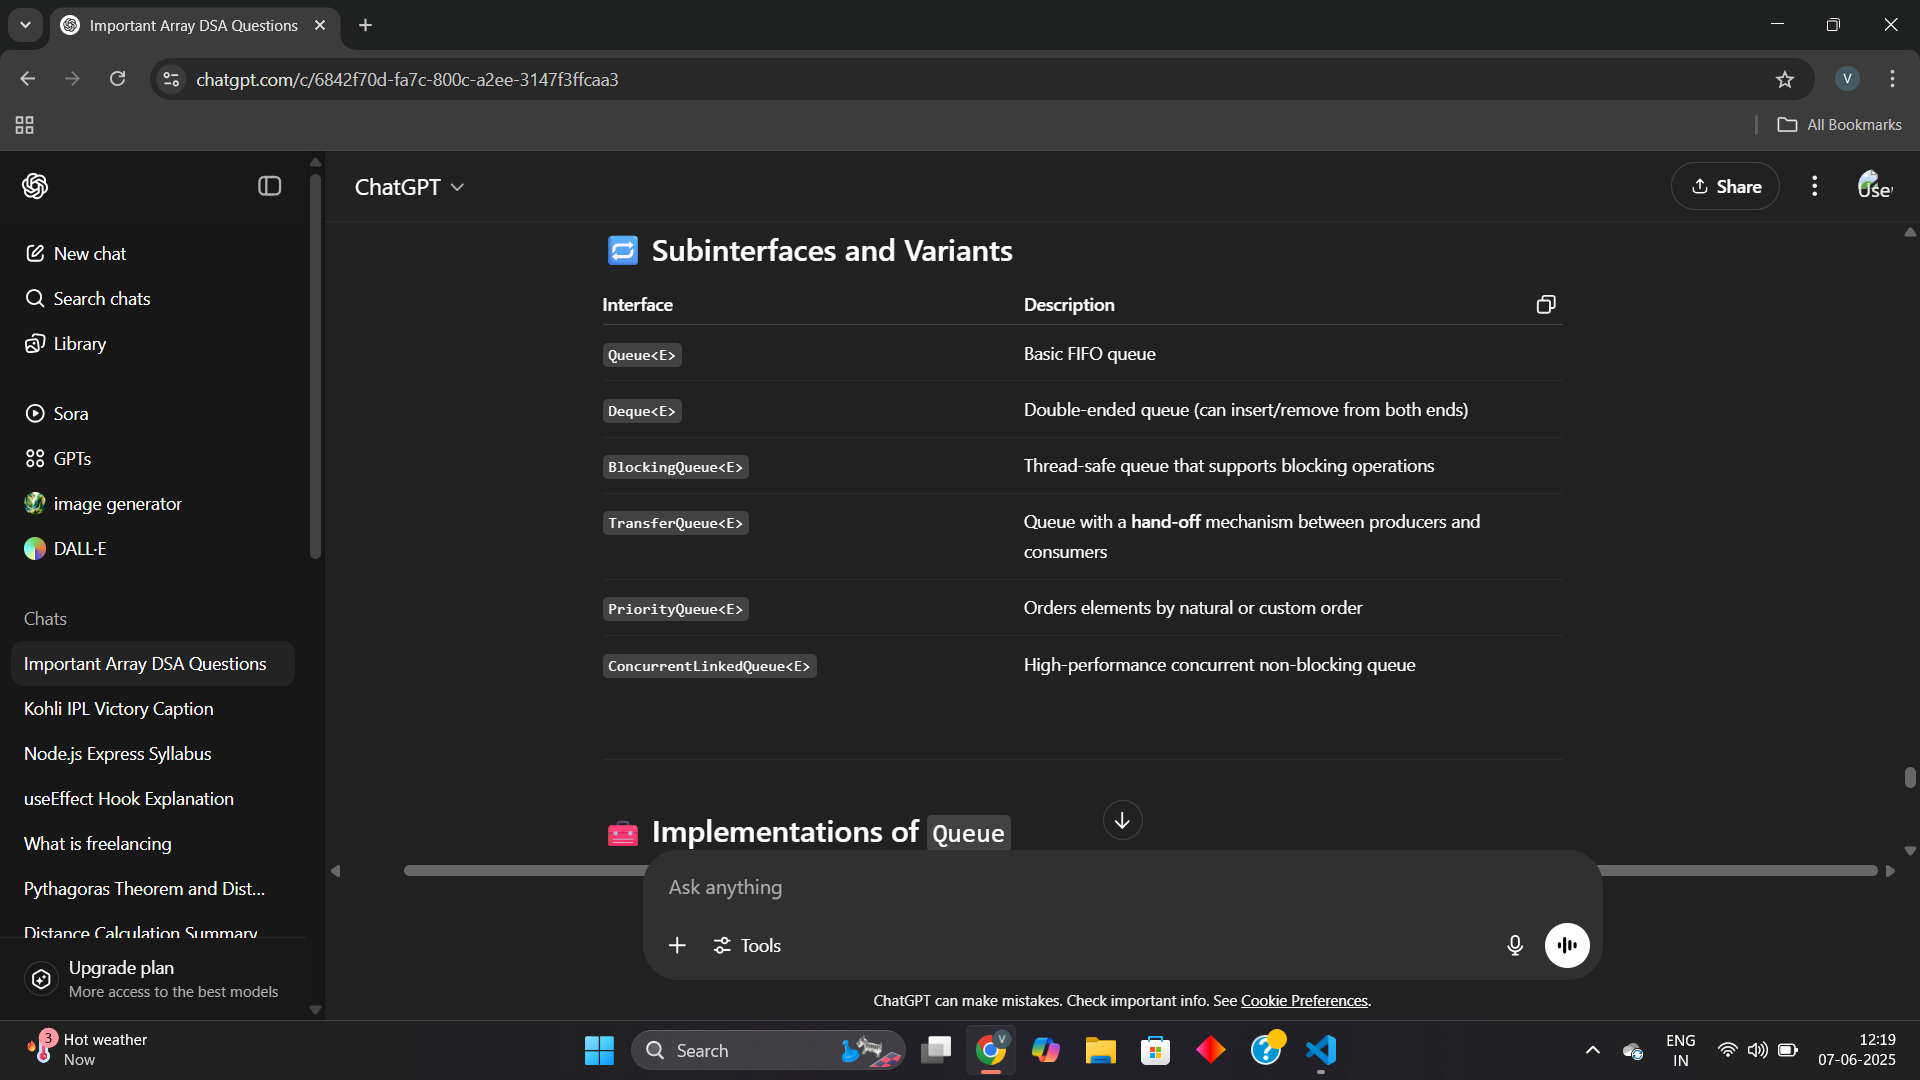 Important Array DSA Questions
chatgpt.com/c/6842f70d-fa7c-800c-a2ee-3147f3ffcaa3
V
All Bookmarks
ChatGPT
Share
User
New chat
Search chats
Library
Sora
GPTs
image generator
DALL·E
Chats
Important Array DSA Questions
Kohli IPL Victory Caption
Node.js Express Syllabus
useEffect Hook Explanation
What is freelancing
Pythagoras Theorem and Dist...
Distance Calculation Summary
Upgrade plan
More access to the best models
Subinterfaces and Variants
Interface Description
Queue<E> Basic FIFO queue
Deque<E> Double-ended queue (can insert/remove from both ends)
BlockingQueue<E> Thread-safe queue that supports blocking operations
TransferQueue<E> Queue with a hand-off mechanism between producers and
consumers
PriorityQueue<E> Orders elements by natural or custom order
ConcurrentLinkedQueue<E> High-performance concurrent non-blocking queue
Implementations of Queue
Ask anything
Tools
ChatGPT can make mistakes. Check important info. See Cookie Preferences.
3
Hot weather
Now
Search
V
ENG
IN
12:19
07-06-2025